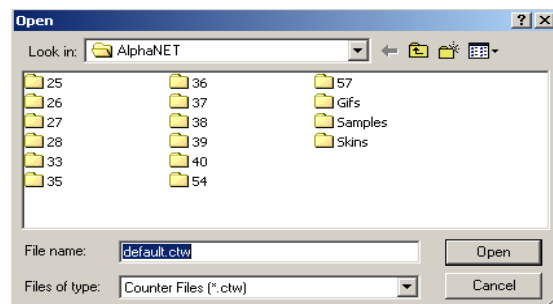 Open
Look in: AlphaNET
25 36 57
26 37 Gifs
27 38 Samples
28 39 Skins
33 40
35 54
File name: default.ctw Open
Files of type: Counter Files (*.ctw) Cancel